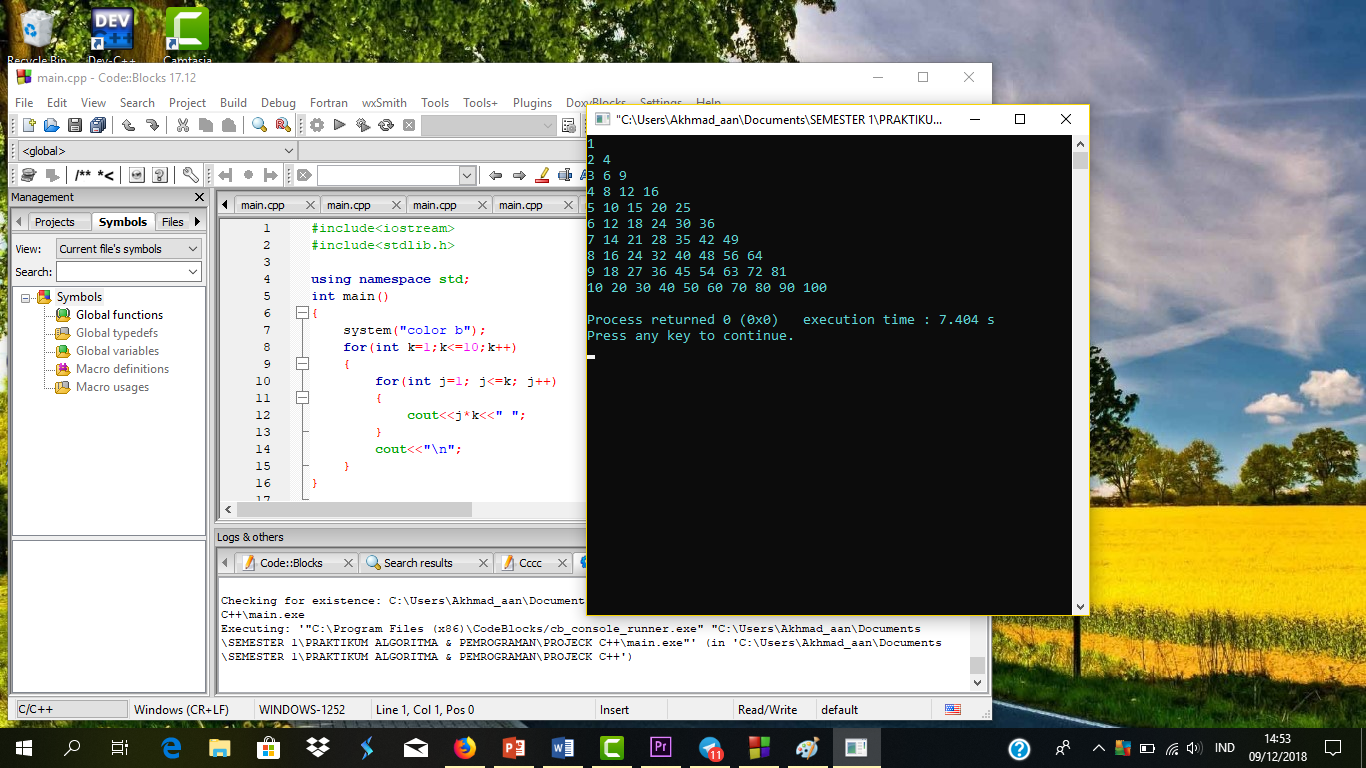 Recycle Bin
Dev-C++
Camtasia
main.cpp - Code::Blocks 17.12
File Edit View Search Project Build Debug Fortran wxSmith Tools Tools+ Plugins DoxyBlocks Settings Help
<global>
/** *<
Management
Projects Symbols Files
View: Current file's symbols
Search:
Symbols
Global functions
Global typedefs
Global variables
Macro definitions
Macro usages
main.cpp main.cpp main.cpp main.cpp
1 #include<iostream>
2 #include<stdlib.h>
3
4 using namespace std;
5 int main()
6 {
7 system("color b");
8 for(int k=1;k<=10;k++)
9 {
10 for(int j=1; j<=k; j++)
11 {
12 cout<<j*k<<" ";
13 }
14 cout<<"\n";
15 }
16 }
17
Logs & others
Code::Blocks Search results Cccc
Checking for existence: C:\Users\Akhmad_aan\Document
C++\main.exe
Executing: '"C:\Program Files (x86)\CodeBlocks/cb_console_runner.exe" "C:\Users\Akhmad_aan\Documents
\SEMESTER 1\PRAKTIKUM ALGORITMA & PEMROGRAMAN\PROJECK C++\main.exe"' (in 'C:\Users\Akhmad_aan\Documents
\SEMESTER 1\PRAKTIKUM ALGORITMA & PEMROGRAMAN\PROJECK C++')
C/C++ Windows (CR+LF) WINDOWS-1252 Line 1, Col 1, Pos 0 Insert Read/Write default
"C:\Users\Akhmad_aan\Documents\SEMESTER 1\PRAKTIKU...
1
2 4
3 6 9
4 8 12 16
5 10 15 20 25
6 12 18 24 30 36
7 14 21 28 35 42 49
8 16 24 32 40 48 56 64
9 18 27 36 45 54 63 72 81
10 20 30 40 50 60 70 80 90 100
Process returned 0 (0x0)   execution time : 7.404 s
Press any key to continue.
11
IND
14:53
09/12/2018